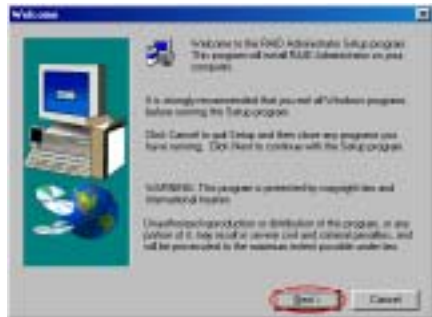 Welcome
Welcome to the RAID Administrator Setup program.
This program will install RAID Administrator on your
computer.
It is strongly recommended that you exit all Windows programs
before running this Setup program.
Click Cancel to quit Setup and then close any programs you
have running. Click Next to continue with the Setup program.
WARNING: This program is protected by copyright law and
international treaties.
Unauthorized reproduction or distribution of this program, or any
portion of it, may result in severe civil and criminal penalties, and
will be prosecuted to the maximum extent possible under law.
Next >
Cancel